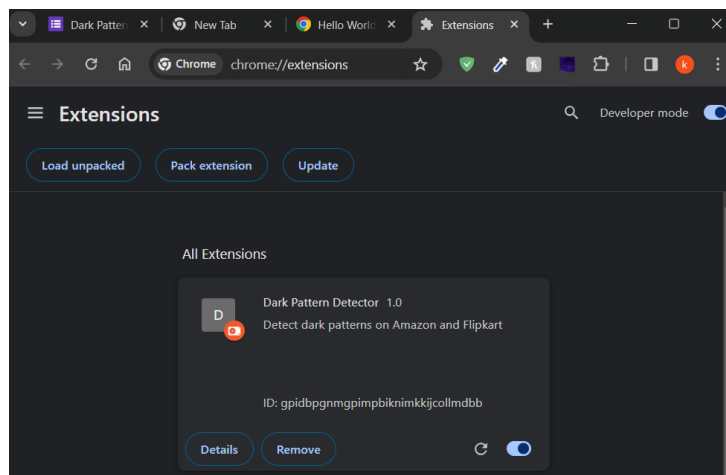 Dark Patter
New Tab
Hello World
Extensions
Chrome chrome://extensions
k
Extensions
Developer mode
Load unpacked Pack extension Update
All Extensions
D
Dark Pattern Detector 1.0
Detect dark patterns on Amazon and Flipkart
ID: gpidbpgnmgpimpbiknimkkijcollmdbb
Details Remove